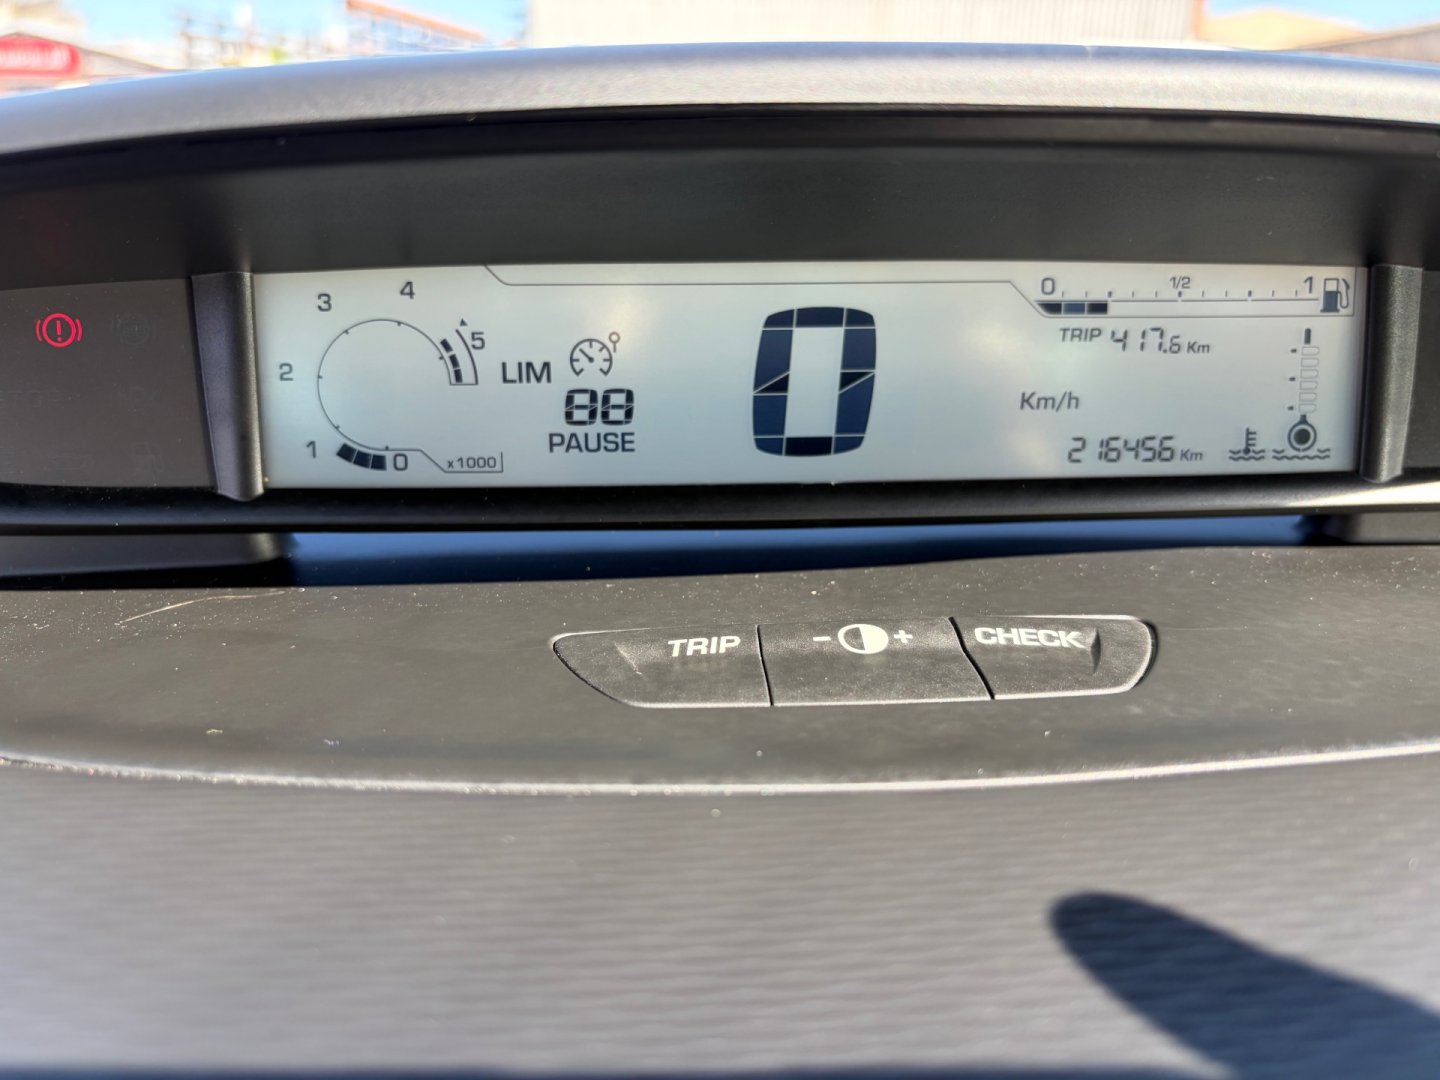 0 1/2 1
TRIP 417.6 Km
4
3
5
2
LIM
0
88
Km/h
PAUSE
1
0
x1000
216456 Km
TRIP
- +
CHECK